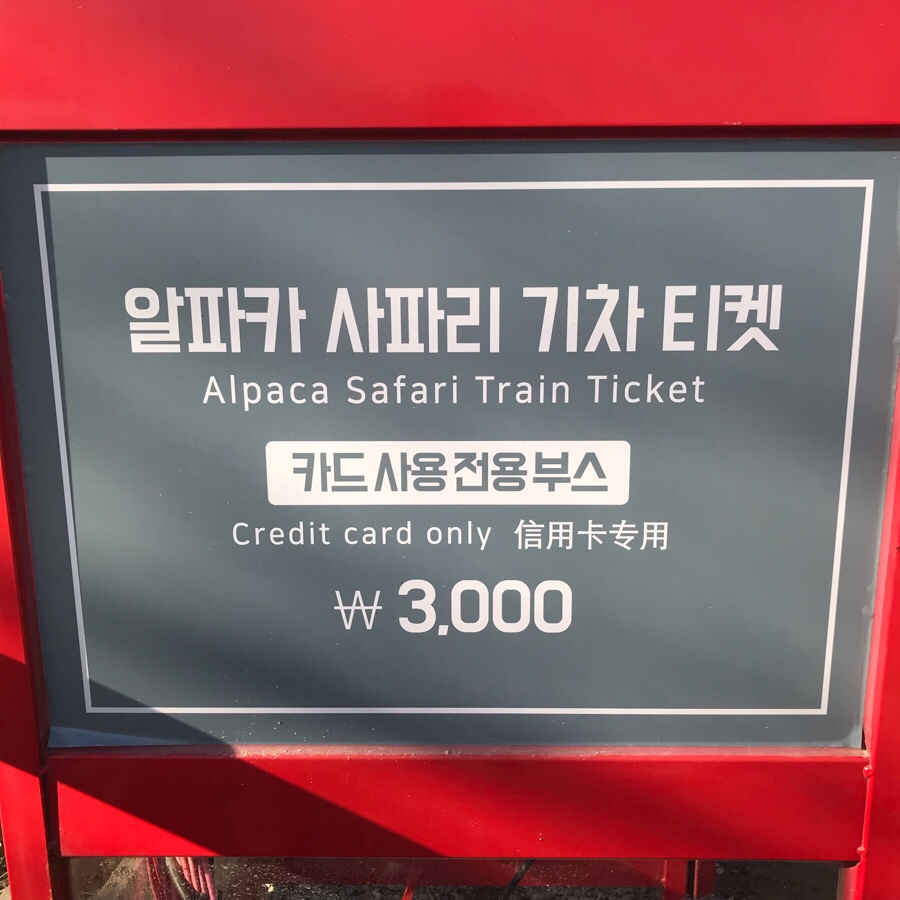 알파카 사파리 기차 티켓
Alpaca Safari Train Ticket
카드 사용 전용 부스
Credit card only 信用卡专用
₩ 3,000